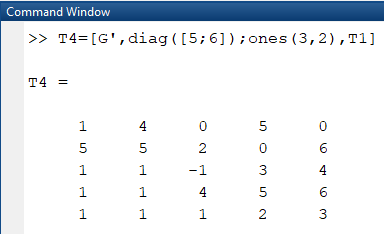 Command Window
>> T4=[G',diag([5;6]);ones(3,2),T1]
T4 =
1 4 0 5 0
5 5 2 0 6
1 1 -1 3 4
1 1 4 5 6
1 1 1 2 3